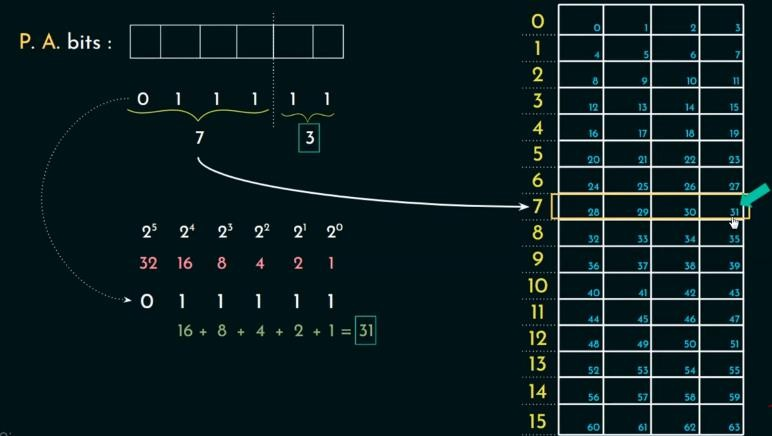 P. A. bits :
0 1 1 1 1 1
7 3
2⁵ 2⁴ 2³ 2² 2¹ 2⁰
32 16 8 4 2 1
0 1 1 1 1 1
16 + 8 + 4 + 2 + 1 = 31
0 0 1 2 3
1 4 5 6 7
2 8 9 10 11
3 12 13 14 15
4 16 17 18 19
5 20 21 22 23
6 24 25 26 27
7 28 29 30 31
8 32 33 34 35
9 36 37 38 39
10 40 41 42 43
11 44 45 46 47
12 48 49 50 51
13 52 53 54 55
14 56 57 58 59
15 60 61 62 63